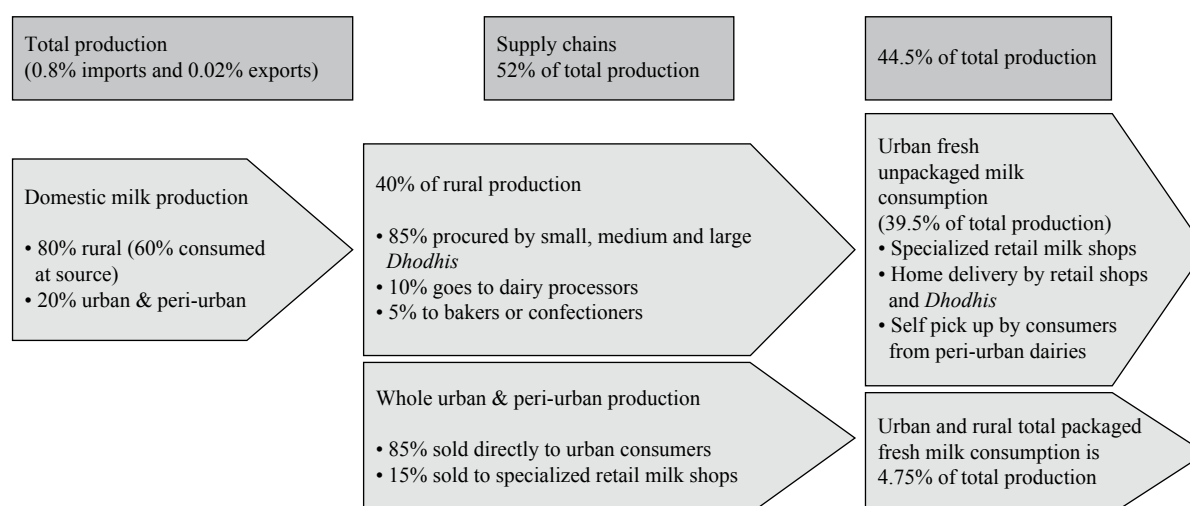 Total production
(0.8% imports and 0.02% exports)
Supply chains
52% of total production
44.5% of total production
Domestic milk production
• 80% rural (60% consumed
at source)
• 20% urban & peri-urban
40% of rural production
• 85% procured by small, medium and large
Dhodhis
• 10% goes to dairy processors
• 5% to bakers or confectioners
Whole urban & peri-urban production
• 85% sold directly to urban consumers
• 15% sold to specialized retail milk shops
Urban fresh
unpackaged milk
consumption
(39.5% of total production)
• Specialized retail milk shops
• Home delivery by retail shops
and Dhodhis
• Self pick up by consumers
from peri-urban dairies
Urban and rural total packaged
fresh milk consumption is
4.75% of total production